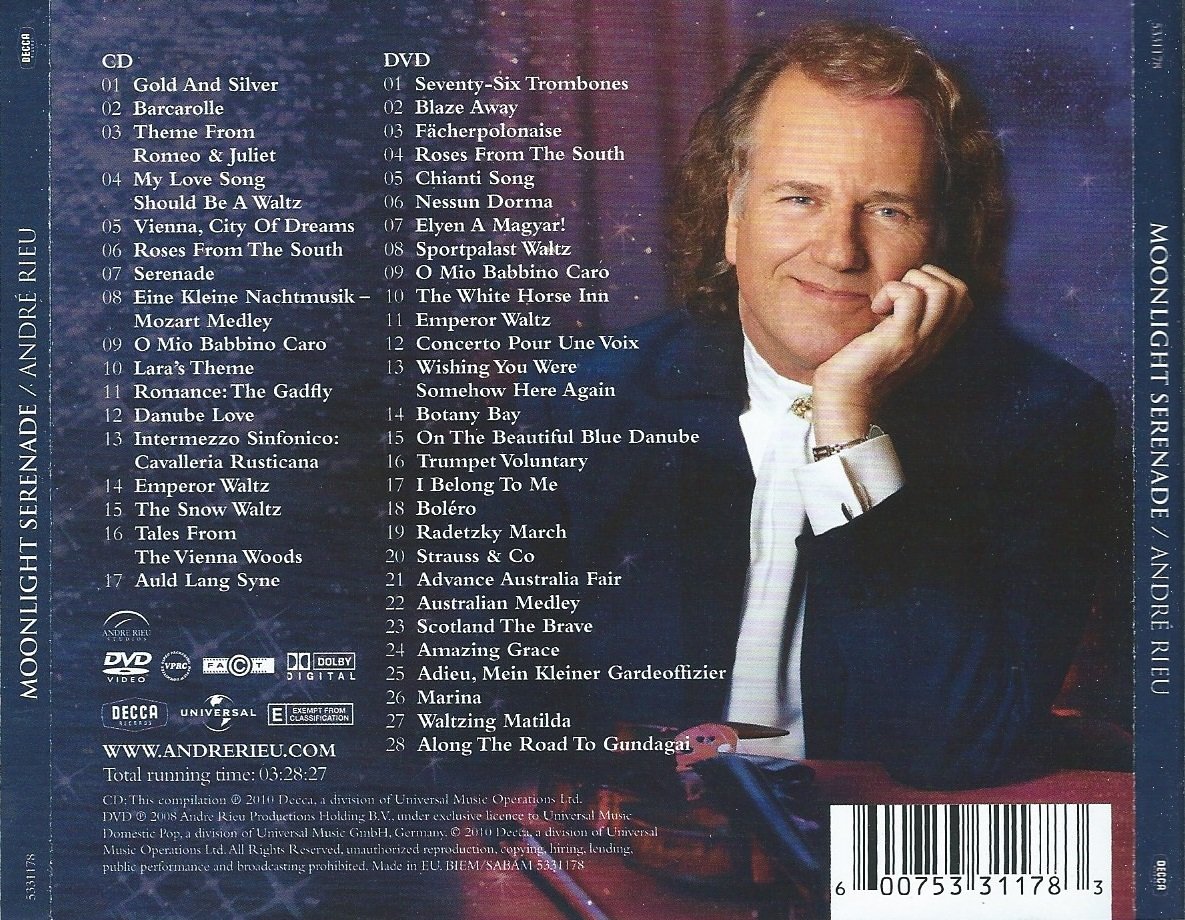 DECCA
MOONLIGHT SERENADE / ANDRÉ RIEU
5331178
CD
01 Gold And Silver
02 Barcarolle
03 Theme From
Romeo & Juliet
04 My Love Song
Should Be A Waltz
05 Vienna, City Of Dreams
06 Roses From The South
07 Serenade
08 Eine Kleine Nachtmusik –
Mozart Medley
09 O Mio Babbino Caro
10 Lara's Theme
11 Romance: The Gadfly
12 Danube Love
13 Intermezzo Sinfonico:
Cavalleria Rusticana
14 Emperor Waltz
15 The Snow Waltz
16 Tales From
The Vienna Woods
17 Auld Lang Syne
DVD
01 Seventy-Six Trombones
02 Blaze Away
03 Fächerpolonaise
04 Roses From The South
05 Chianti Song
06 Nessun Dorma
07 Elyen A Magyar!
08 Sportpalast Waltz
09 O Mio Babbino Caro
10 The White Horse Inn
11 Emperor Waltz
12 Concerto Pour Une Voix
13 Wishing You Were
Somehow Here Again
14 Botany Bay
15 On The Beautiful Blue Danube
16 Trumpet Voluntary
17 I Belong To Me
18 Boléro
19 Radetzky March
20 Strauss & Co
21 Advance Australia Fair
22 Australian Medley
23 Scotland The Brave
24 Amazing Grace
25 Adieu, Mein Kleiner Gardeoffizier
26 Marina
27 Waltzing Matilda
28 Along The Road To Gundagai
ANDRÉ RIEU
STUDIOS
DVD
VIDEO
VPRC
FACT
DOLBY
DIGITAL
DECCA
RECORDS
UNIVERSAL
E EXEMPT FROM
CLASSIFICATION
WWW.ANDRERIEU.COM
Total running time: 03:28:27
CD: This compilation ℗ 2010 Decca, a division of Universal Music Operations Ltd.
DVD ℗ 2008 Andre Rieu Productions Holding B.V., under exclusive licence to Universal Music
Domestic Pop, a division of Universal Music GmbH, Germany. © 2010 Decca, a division of Universal
Music Operations Ltd. All Rights Reserved, unauthorized reproduction, copying, hiring, lending,
public performance and broadcasting prohibited. Made in EU. BIEM/SABAM 5331178
6 00753 31178 3
5331178
MOONLIGHT SERENADE / ANDRÉ RIEU
DECCA